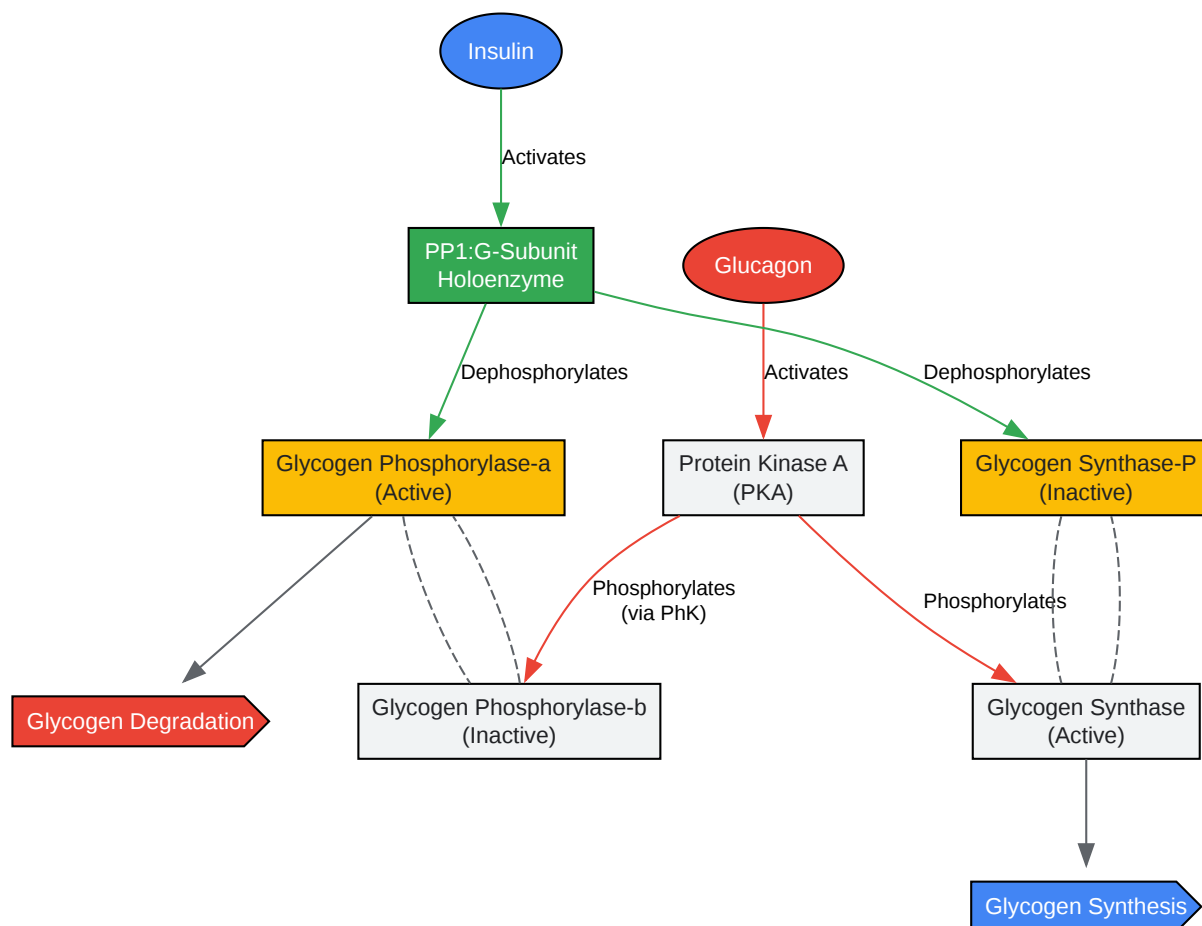 Insulin
Activates
PP1:G-Subunit
Holoenzyme
Glucagon
Dephosphorylates
Activates
Dephosphorylates
Glycogen Phosphorylase-a
(Active)
Protein Kinase A
(PKA)
Glycogen Synthase-P
(Inactive)
Phosphorylates
(via PhK)
Phosphorylates
Glycogen Degradation
Glycogen Phosphorylase-b
(Inactive)
Glycogen Synthase
(Active)
Glycogen Synthesis